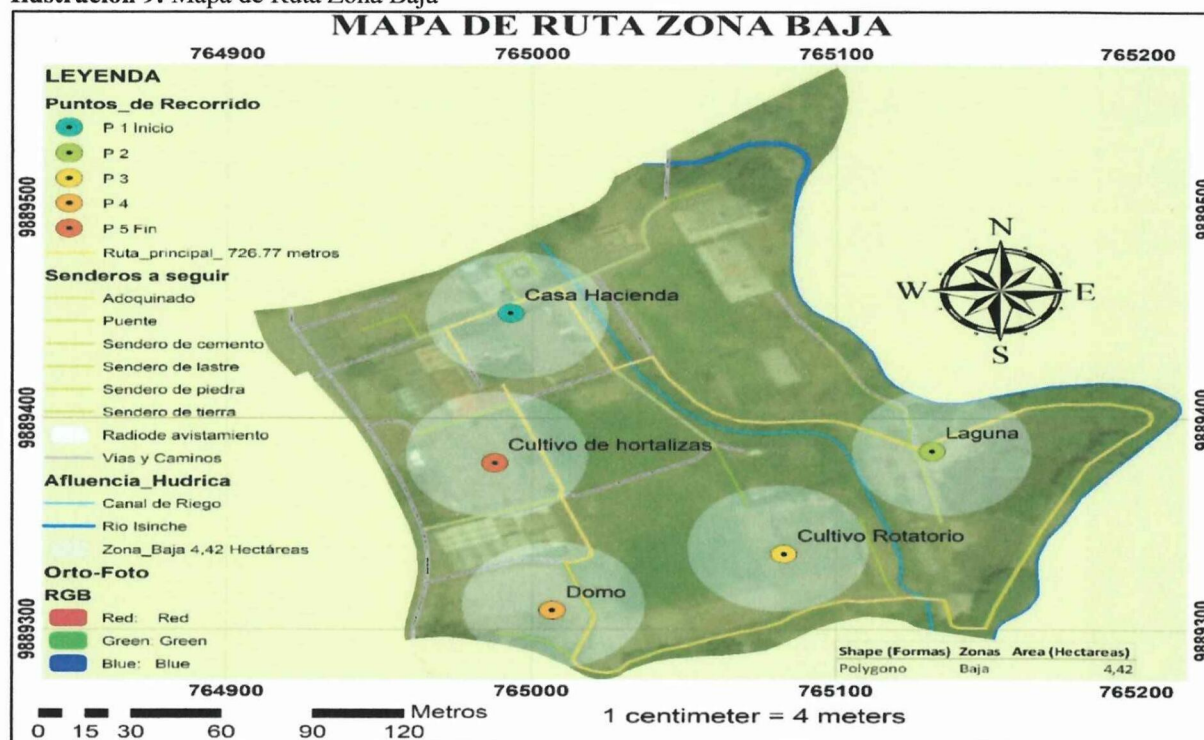 Ilustración 9. Mapa de Ruta Zona Baja
MAPA DE RUTA ZONA BAJA
764900 765000 765100 765200
LEYENDA
Puntos_de Recorrido
P 1 Inicio
P 2
P 3
P 4
P 5 Fin
Ruta_principal_ 726.77 metros
Senderos a seguir
Adoquinado
Puente
Sendero de cemento
Sendero de lastre
Sendero de piedra
Sendero de tierra
Radiode avistamiento
Vias y Caminos
Afluencia_Hudrica
Canal de Riego
Rio Isinche
Zona_Baja 4,42 Hectáreas
Orto-Foto
RGB
Red: Red
Green: Green
Blue: Blue
9889500
9889400
9889300
Casa Hacienda
Cultivo de hortalizas
Laguna
Cultivo Rotatorio
Domo
N
W E
S
9889500
9889400
9889300
Shape (Formas) Zonas Area (Hectareas)
Polygono Baja 4,42
764900 765000 765100 765200
Metros
0 15 30 60 90 120
1 centimeter = 4 meters